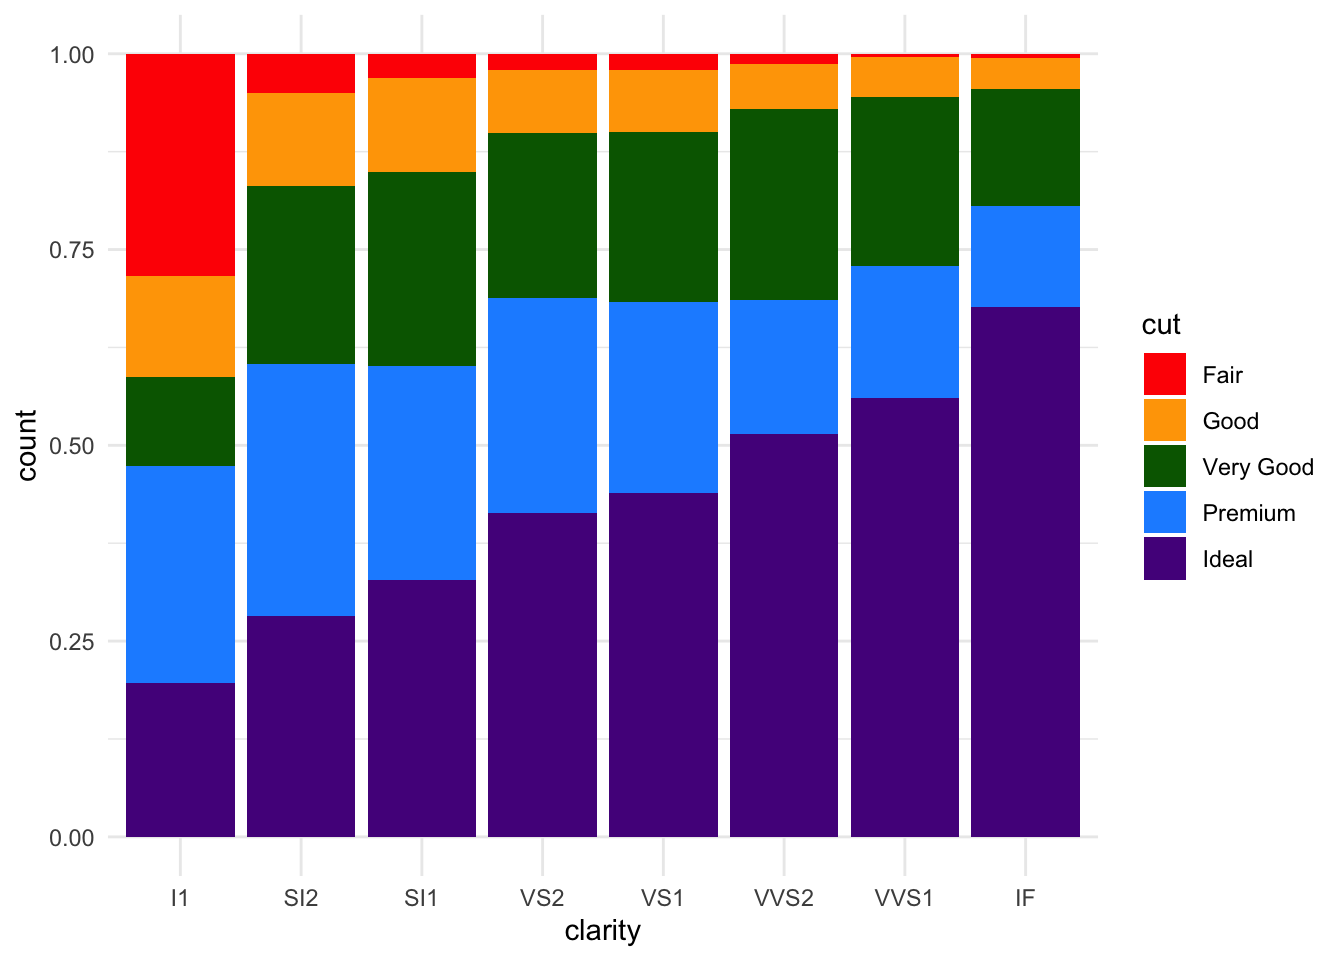 1.00
0.75
0.50
0.25
0.00
count
I1 SI2 SI1 VS2 VS1 VVS2 VVS1 IF
clarity
cut
Fair
Good
Very Good
Premium
Ideal